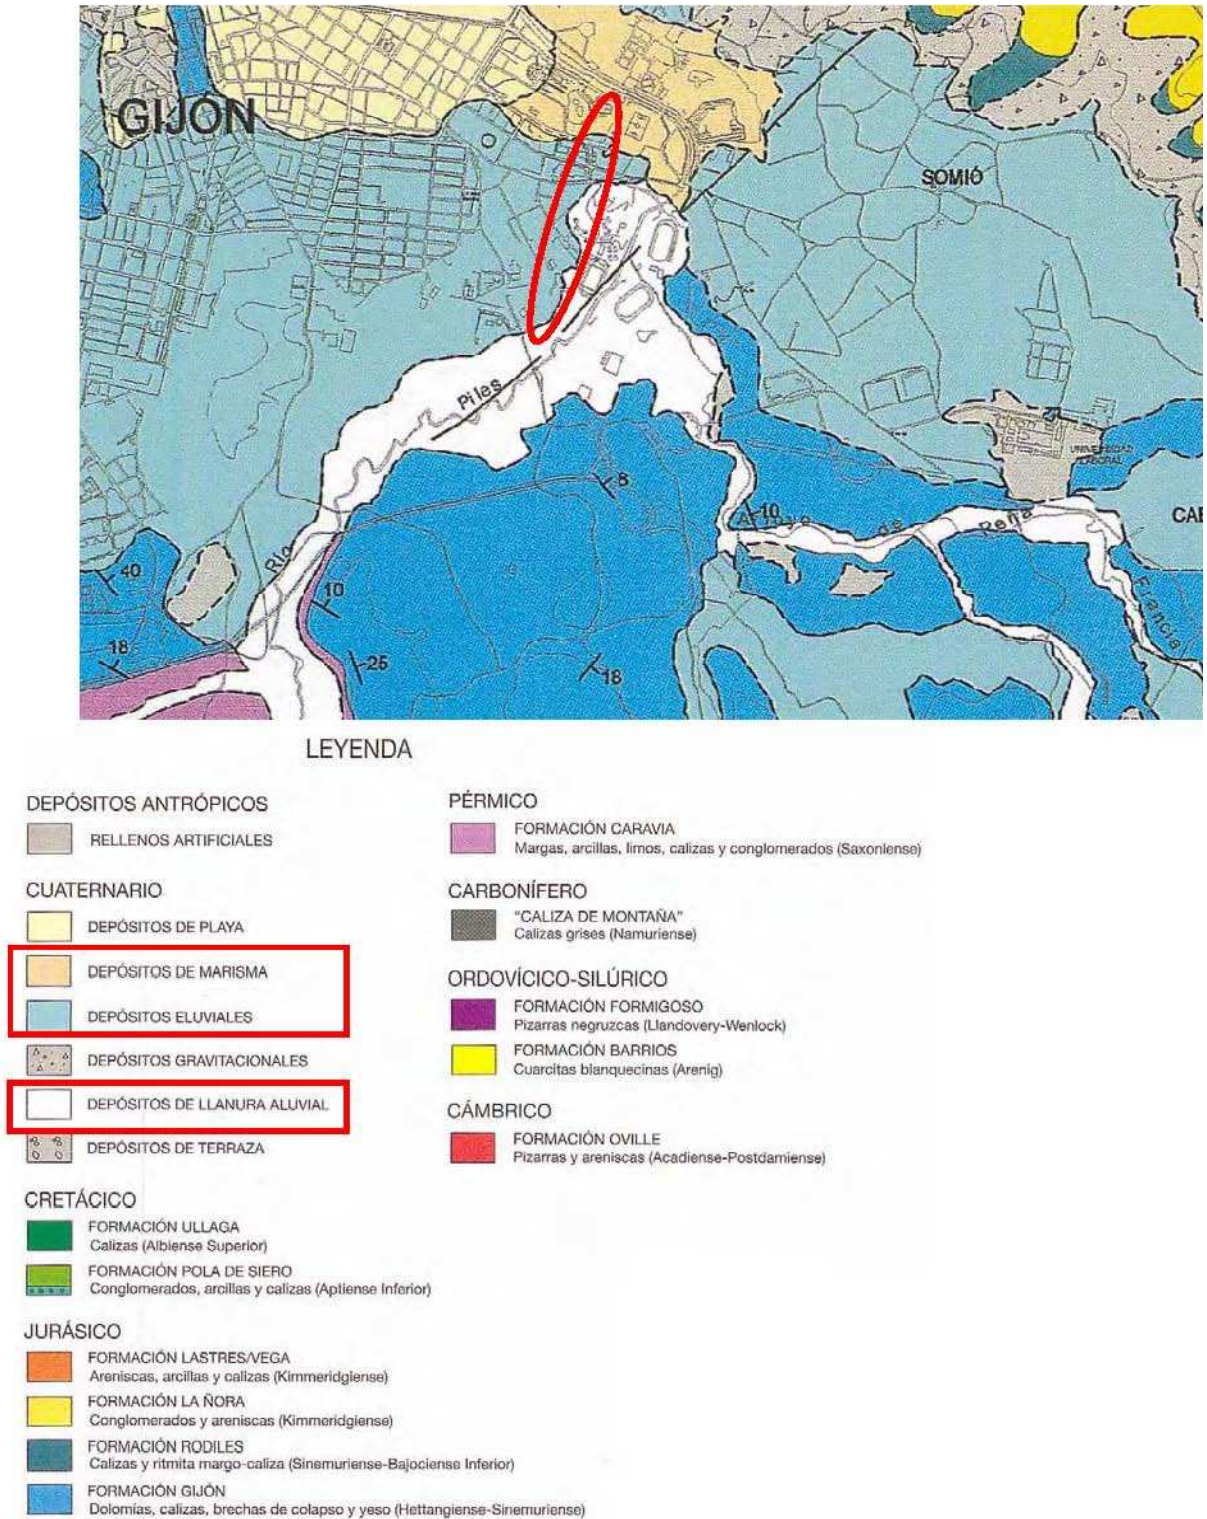 GIJÓN
SOMIÓ
Piles
8
UNIVERSIDAD
LABORAL
10
Arroyo de Peña Francia
CAB
Río
40
10
18
25
18
LEYENDA
DEPÓSITOS ANTRÓPICOS
RELLENOS ARTIFICIALES
CUATERNARIO
DEPÓSITOS DE PLAYA
DEPÓSITOS DE MARISMA
DEPÓSITOS ELUVIALES
DEPÓSITOS GRAVITACIONALES
DEPÓSITOS DE LLANURA ALUVIAL
DEPÓSITOS DE TERRAZA
CRETÁCICO
FORMACIÓN ULLAGA
Calizas (Albiense Superior)
FORMACIÓN POLA DE SIERO
Conglomerados, arcillas y calizas (Aptiense Inferior)
JURÁSICO
FORMACIÓN LASTRES/VEGA
Areniscas, arcillas y calizas (Kimmeridgiense)
FORMACIÓN LA ÑORA
Conglomerados y areniscas (Kimmeridgiense)
FORMACIÓN RODILES
Calizas y ritmita margo-caliza (Sinemuriense-Bajociense Inferior)
FORMACIÓN GIJÓN
Dolomías, calizas, brechas de colapso y yeso (Hettangiense-Sinemuriense)
PÉRMICO
FORMACIÓN CARAVIA
Margas, arcillas, limos, calizas y conglomerados (Saxoniense)
CARBONÍFERO
"CALIZA DE MONTAÑA"
Calizas grises (Namuriense)
ORDOVÍCICO-SILÚRICO
FORMACIÓN FORMIGOSO
Pizarras negruzcas (Llandovery-Wenlock)
FORMACIÓN BARRIOS
Cuarcitas blanquecinas (Arenig)
CÁMBRICO
FORMACIÓN OVILLE
Pizarras y areniscas (Acadiense-Postdamiense)